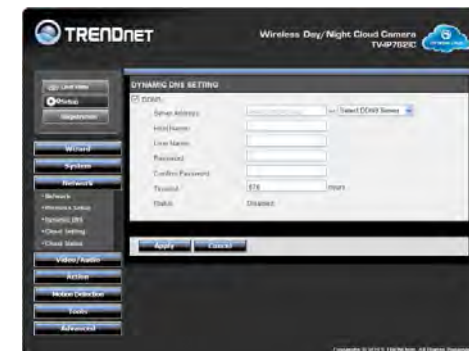 TRENDNET
Wireless Day/Night Cloud Camera
TV-IP762IC
Live View
Setup
Wizard
System
Network
• Network
• Wireless Setup
• Dynamic DNS
• Cloud Setting
• Cloud Status
Video/Audio
Action
Motion Detection
Tools
Advanced
DYNAMIC DNS SETTING
DDNS
Server Address
<< Select DDNS Server
Host Name
User Name
Password
Confirm Password
Timeout 576 hours
Status Disabled
Apply Cancel